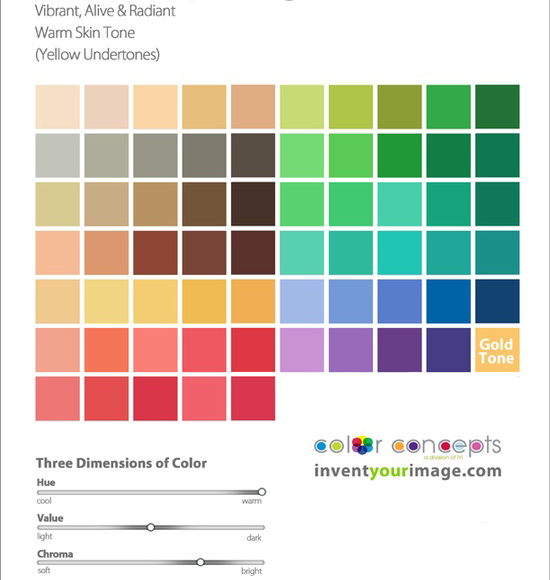 Vibrant, Alive & Radiant
Warm Skin Tone
(Yellow Undertones)
Gold
Tone
color concepts
a division of IYI
inventyourimage.com
Three Dimensions of Color
Hue
cool warm
Value
light dark
Chroma
soft bright